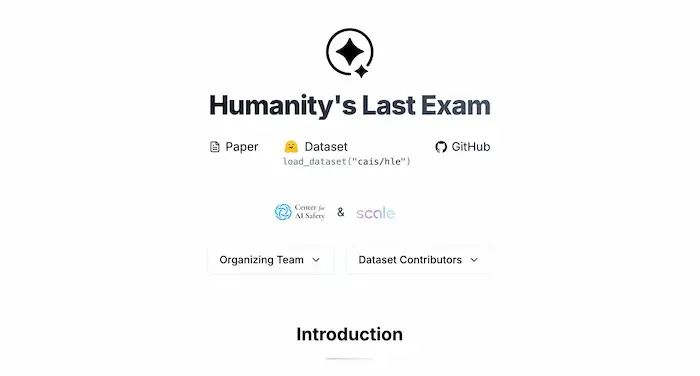 Humanity's Last Exam
Paper Dataset GitHub
load_dataset("cais/hle")
Center for
AI Safety & scale
Organizing Team Dataset Contributors
Introduction